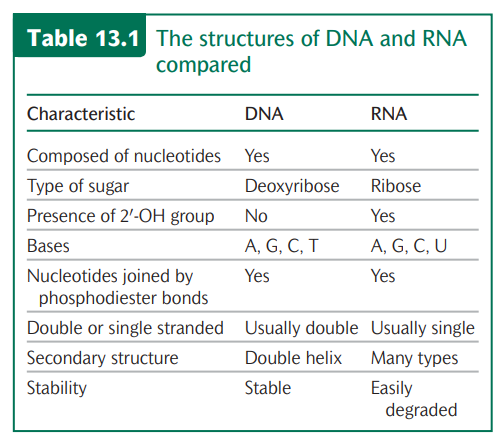 Table 13.1 The structures of DNA and RNA
compared
Characteristic DNA RNA
Composed of nucleotides Yes Yes
Type of sugar Deoxyribose Ribose
Presence of 2′-OH group No Yes
Bases A, G, C, T A, G, C, U
Nucleotides joined by Yes Yes
phosphodiester bonds
Double or single stranded Usually double Usually single
Secondary structure Double helix Many types
Stability Stable Easily
degraded